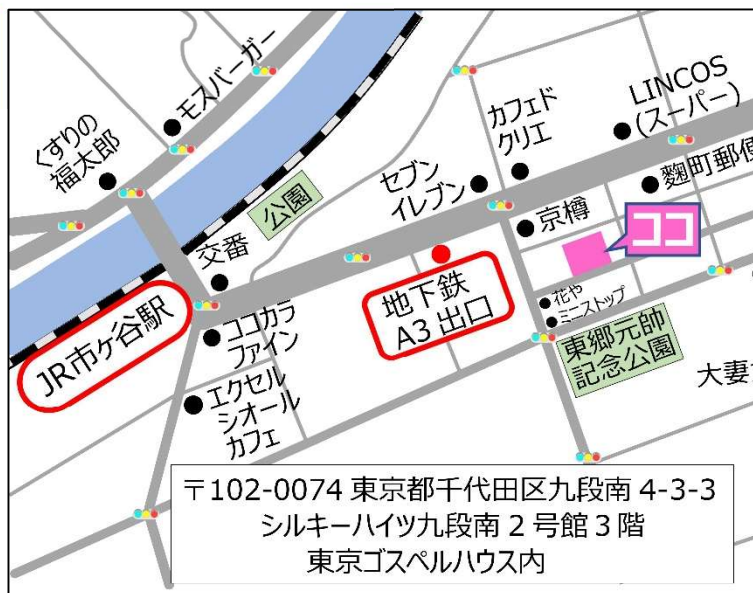 モスバーガー
くすりの
福太郎
LINCOS
(スーパー)
カフェド
クリエ
セブン
イレブン
麴町郵便
公園
京樽
ココ
交番
地下鉄
A3 出口
花や
ミニストップ
JR市ヶ谷駅
ココカラ
ファイン
東郷元帥
記念公園
大妻
エクセル
シオール
カフェ
〒102-0074 東京都千代田区九段南 4-3-3
シルキーハイツ九段南 2 号館 3 階
東京ゴスペルハウス内